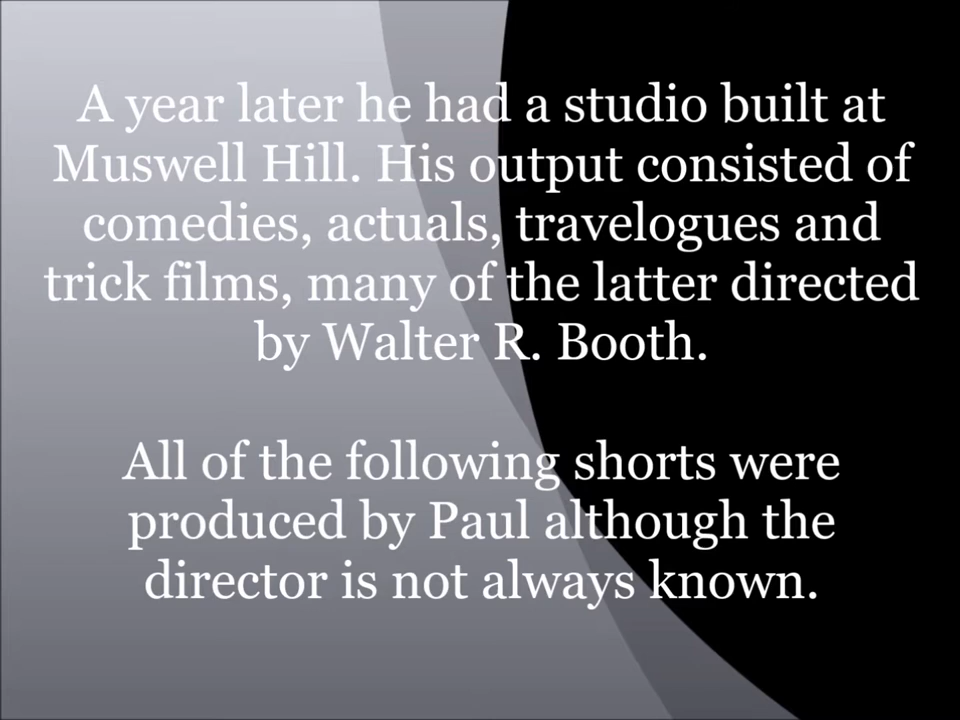 A year later he had a studio built at
Muswell Hill. His output consisted of
comedies, actuals, travelogues and
trick films, many of the latter directed
by Walter R. Booth.
All of the following shorts were
produced by Paul although the
director is not always known.